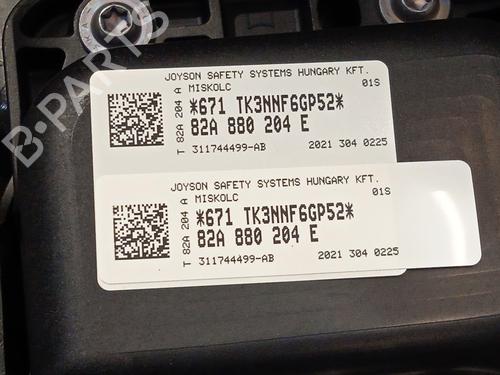 B-PARTS
JOYSON SAFETY SYSTEMS HUNGARY KFT.
MISKOLC 01S
T 82A 204 A
*671 TK3NNF6GP52*
82A 880 204 E
311744499-AB 2021 304 0225
JOYSON SAFETY SYSTEMS HUNGARY KFT.
MISKOLC 01S
T 82A 204 A
*671 TK3NNF6GP52*
82A 880 204 E
311744499-AB 2021 304 0225